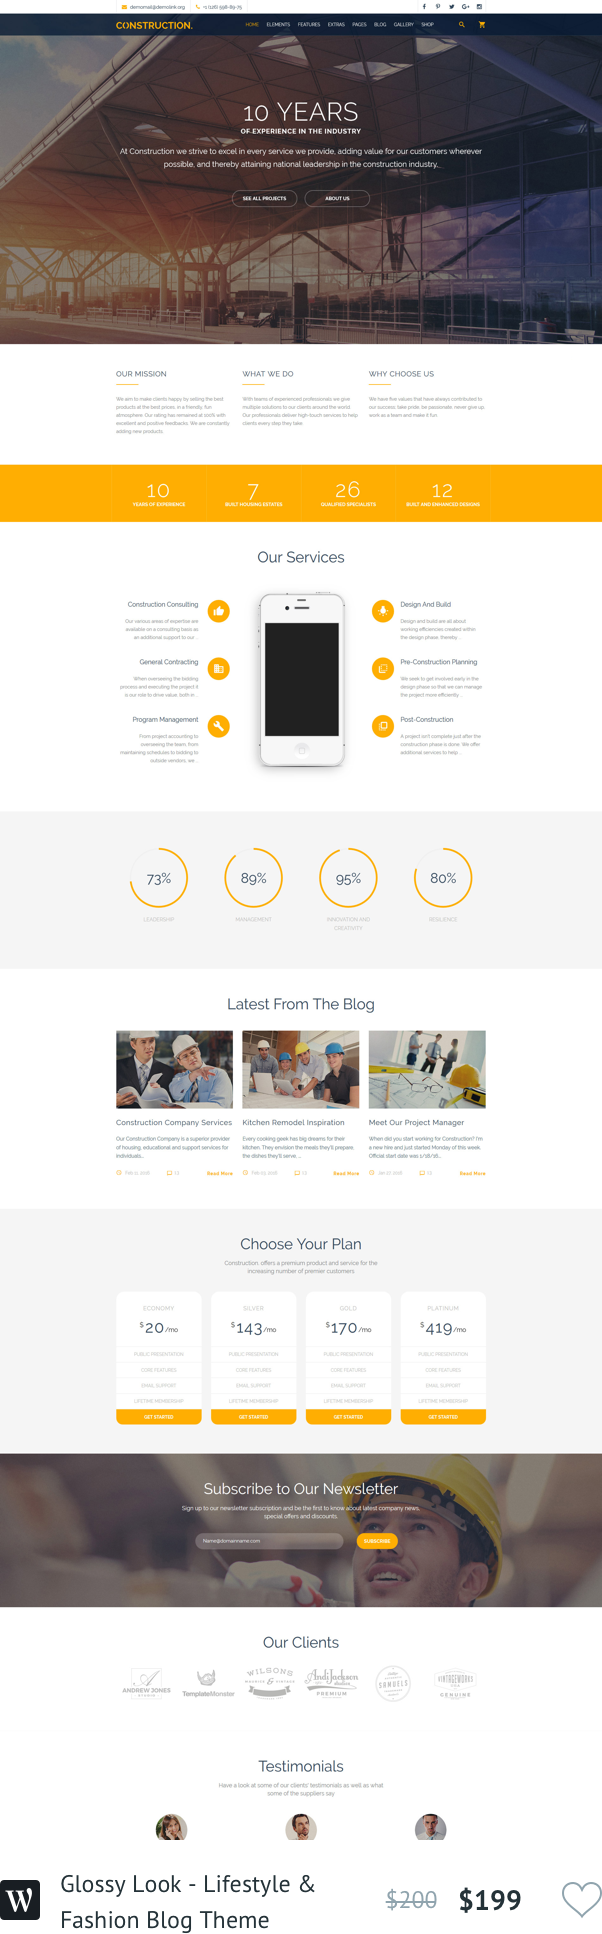 demomail@demolink.org +1 (126) 598-89-75
CONSTRUCTION. HOME ELEMENTS FEATURES EXTRAS PAGES BLOG GALLERY SHOP
10 YEARS
OF EXPERIENCE IN THE INDUSTRY
At Construction we strive to excel in every service we provide, adding value for our customers wherever
possible, and thereby attaining national leadership in the construction industry...
SEE ALL PROJECTS ABOUT US
OUR MISSION
We aim to make clients happy by selling the best
products at the best prices, in a friendly, fun
atmosphere. Our rating has remained at 100% with
excellent and positive feedbacks. We are constantly
adding new products.
WHAT WE DO
With teams of experienced professionals we give
multiple solutions to our clients around the world.
Our professionals deliver high-touch services to help
clients every step they take.
WHY CHOOSE US
We have five values that have always contributed to
our success: take pride, be passionate, never give up,
work as a team and make it fun.
10 7 26 12
YEARS OF EXPERIENCE BUILT HOUSING ESTATES QUALIFIED SPECIALISTS BUILT AND ENHANCED DESIGNS
Our Services
Construction Consulting
Our various areas of expertise are
available on a consulting basis as
an additional support to our ...
General Contracting
When overseeing the building
process and executing the project it
is our role to drive value, both in ...
Program Management
From project accounting to
overseeing the team, from
maintaining schedules to bidding to
outside vendors, we ...
Design And Build
Design and build are all about
working efficiencies created within
the design phase, thereby ...
Pre-Construction Planning
We seek to get involved early in the
design phase so that we can manage
the project more efficiently. ...
Post-Construction
A project isn't complete just after the
construction phase is done. We offer
additional services to help ...
73% 89% 95% 80%
LEADERSHIP MANAGEMENT INNOVATION AND RESILIENCE
CREATIVITY
Latest From The Blog
Construction Company Services
Our Construction Company is a superior provider
of housing, educational and support services for
individuals...
Read More
Kitchen Remodel Inspiration
Every cooking geek has big dreams for their
kitchen. They envision the meals they'll prepare,
the dishes they'll serve, ...
Read More
Meet Our Project Manager
When did you start working for Construction? I'm
a new hire and just started Monday of this week.
Official start date was 1/18/16...
Read More
Choose Your Plan
Construction. offers a premium product and service for the
increasing number of premier customers
ECONOMY SILVER GOLD PLATINUM
$20/mo $143/mo $170/mo $419/mo
PUBLIC PRESENTATION PUBLIC PRESENTATION PUBLIC PRESENTATION PUBLIC PRESENTATION
CORE FEATURES CORE FEATURES CORE FEATURES CORE FEATURES
EMAIL SUPPORT EMAIL SUPPORT EMAIL SUPPORT EMAIL SUPPORT
LIFETIME MEMBERSHIP LIFETIME MEMBERSHIP LIFETIME MEMBERSHIP LIFETIME MEMBERSHIP
GET STARTED GET STARTED GET STARTED GET STARTED
Subscribe to Our Newsletter
Sign up to our newsletter subscription and be the first to know about latest company news,
special offers and discounts.
Name@domainname.com SUBSCRIBE
Our Clients
A
ANDREW JONES
STUDIO
TemplateMonster
WILSONS
Andy Jackson
PREMIUM
SAMUELS
VINTAGEWORKS
GENUINE
Testimonials
Have a look at some of our clients' testimonials as well as what
some of the suppliers say
W
Glossy Look - Lifestyle &
Fashion Blog Theme
$200 $199